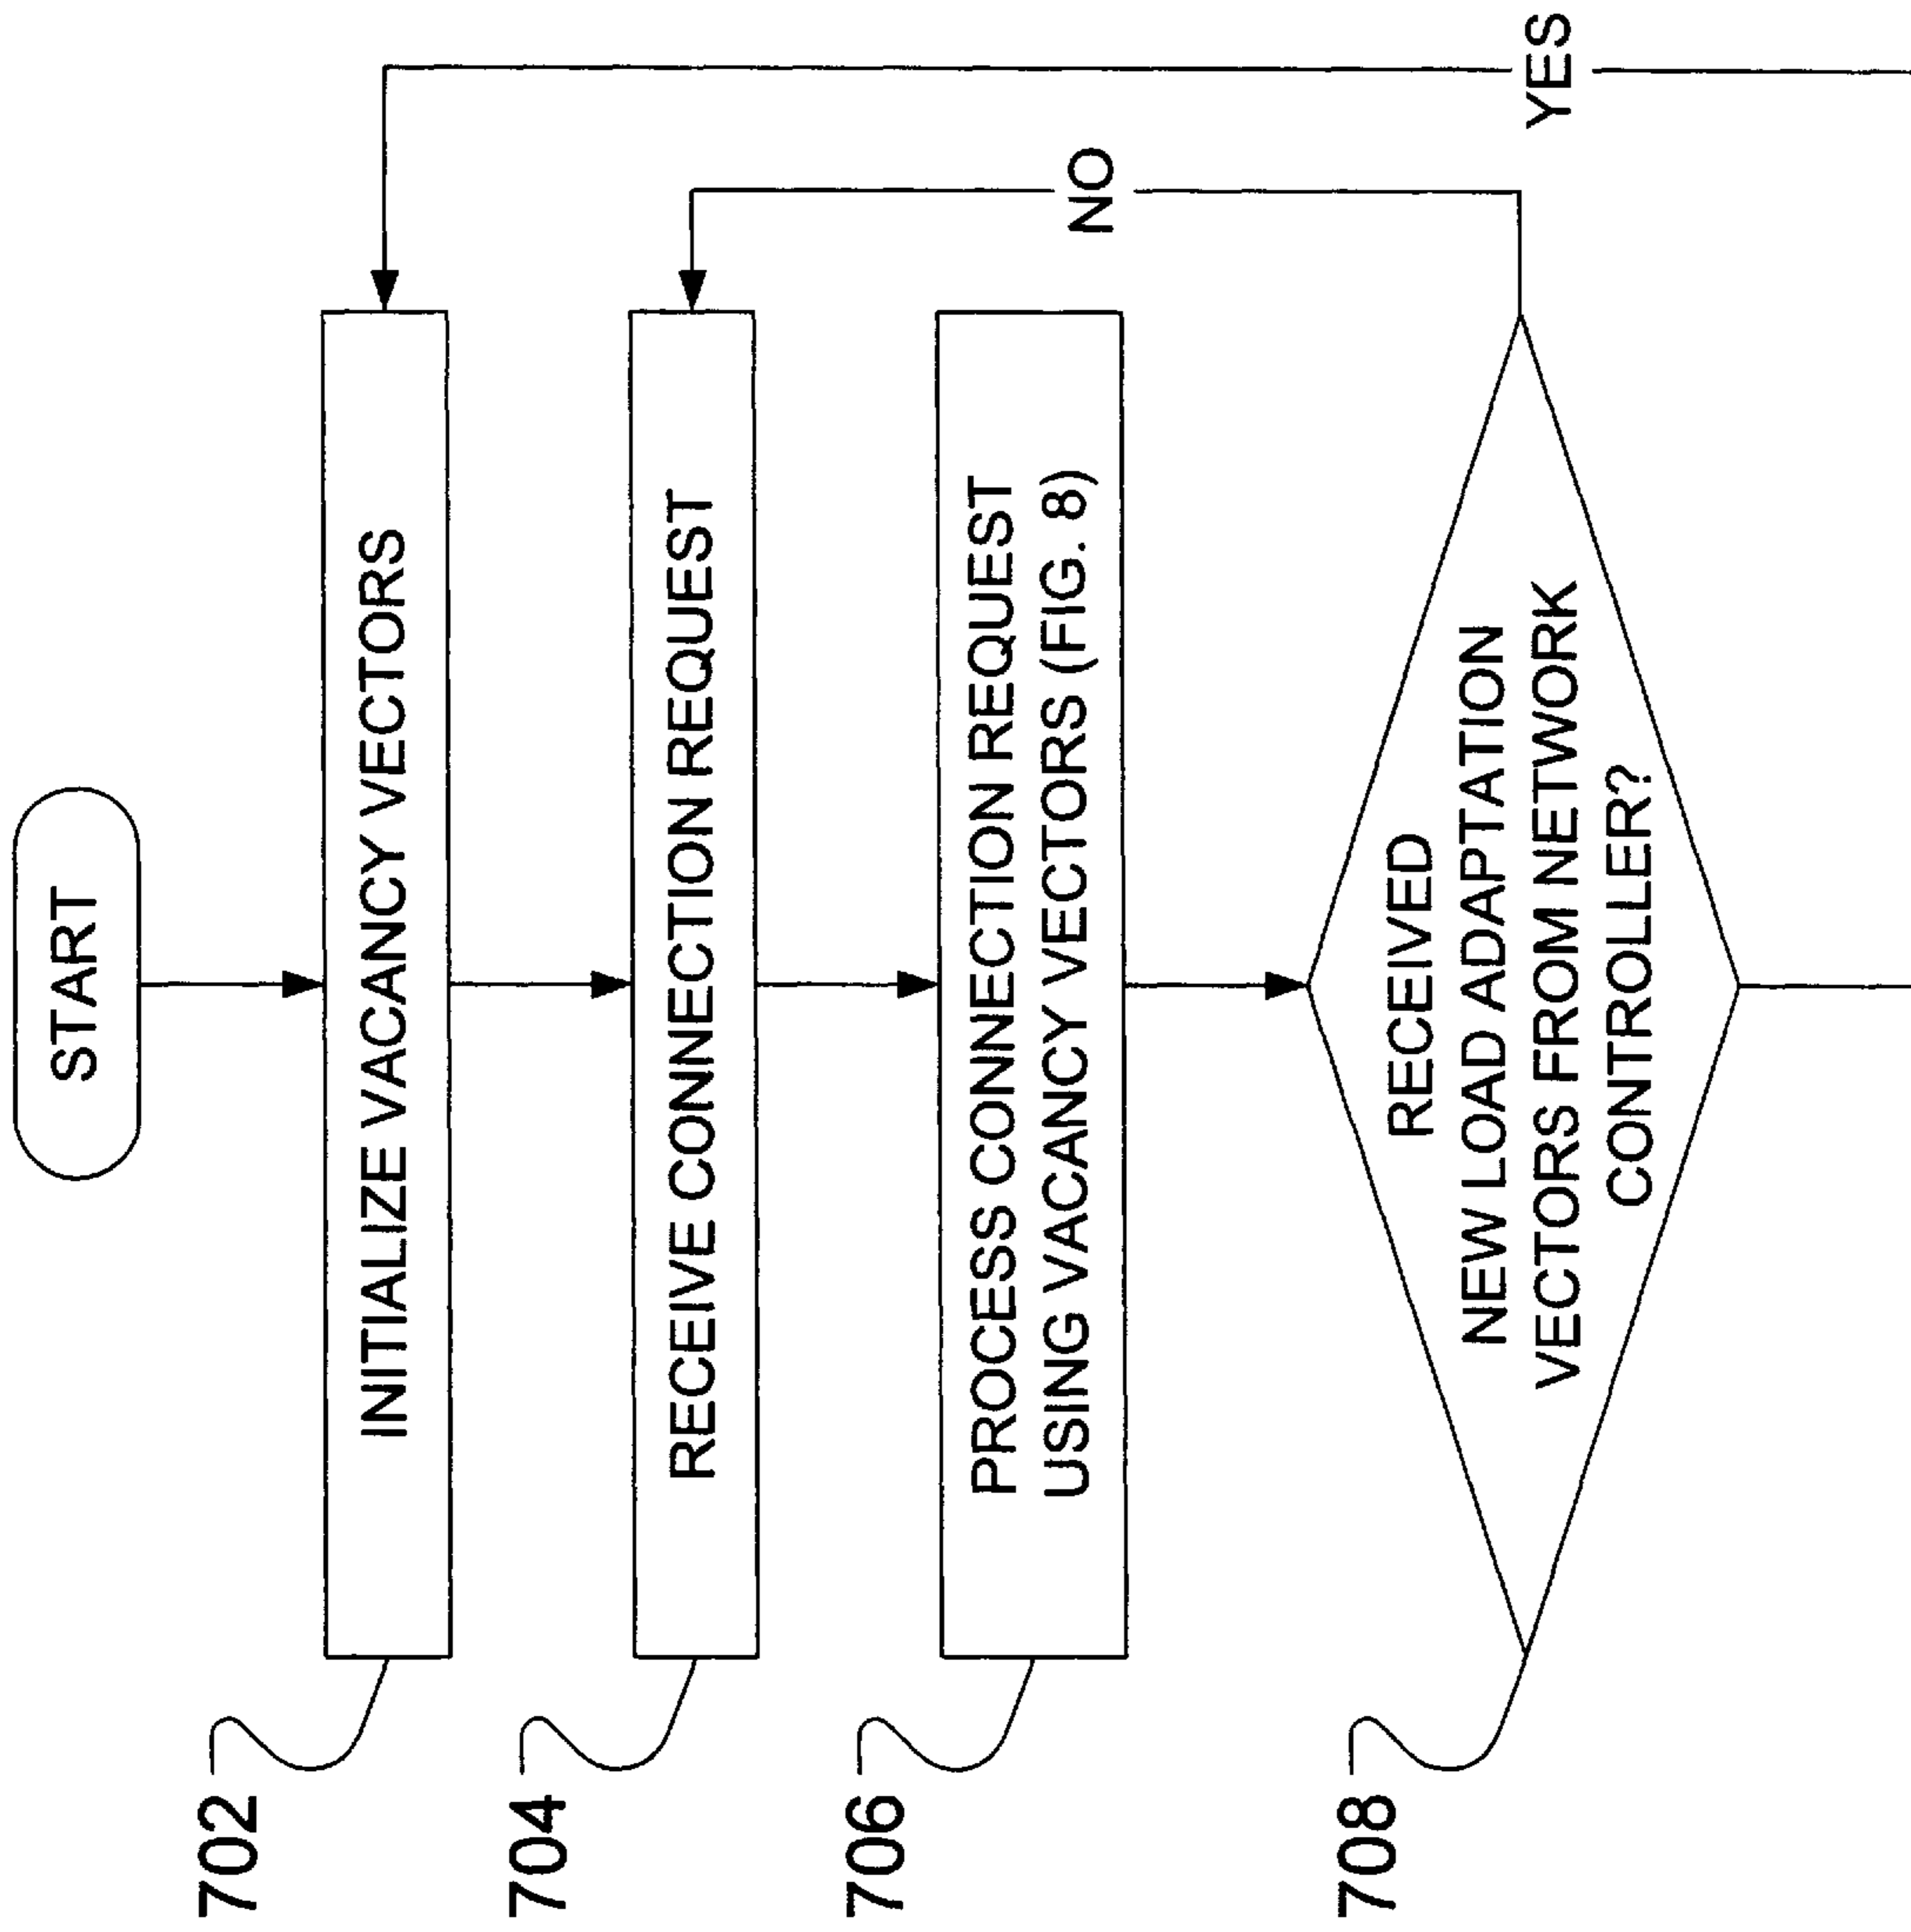 START
702
INITIALIZE VACANCY VECTORS
704
RECEIVE CONNECTION REQUEST
706
PROCESS CONNECTION REQUEST
USING VACANCY VECTORS (FIG. 8)
708
RECEIVED
NEW LOAD ADAPTATION
VECTORS FROM NETWORK
CONTROLLER?
NO
YES